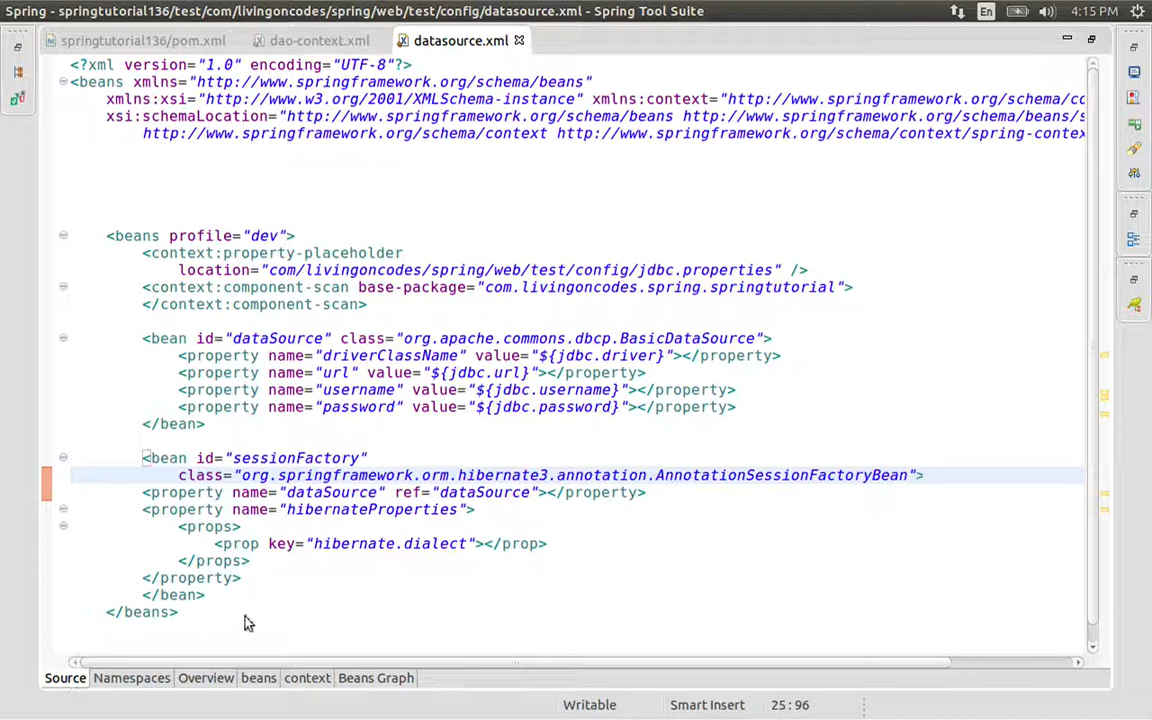 Spring - springtutorial136/test/com/livingoncodes/spring/web/test/config/datasource.xml - Spring Tool Suite
En
4:15 PM
springtutorial136/pom.xml
dao-context.xml
datasource.xml
<?xml version="1.0" encoding="UTF-8"?>
<beans xmlns="http://www.springframework.org/schema/beans"
xmlns:xsi="http://www.w3.org/2001/XMLSchema-instance" xmlns:context="http://www.springframework.org/schema/co
xsi:schemaLocation="http://www.springframework.org/schema/beans http://www.springframework.org/schema/beans/s
http://www.springframework.org/schema/context http://www.springframework.org/schema/context/spring-contex
<beans profile="dev">
<context:property-placeholder
location="com/livingoncodes/spring/web/test/config/jdbc.properties" />
<context:component-scan base-package="com.livingoncodes.spring.springtutorial">
</context:component-scan>
<bean id="dataSource" class="org.apache.commons.dbcp.BasicDataSource">
<property name="driverClassName" value="${jdbc.driver}"></property>
<property name="url" value="${jdbc.url}"></property>
<property name="username" value="${jdbc.username}"></property>
<property name="password" value="${jdbc.password}"></property>
</bean>
<bean id="sessionFactory"
class="org.springframework.orm.hibernate3.annotation.AnnotationSessionFactoryBean">
<property name="dataSource" ref="dataSource"></property>
<property name="hibernateProperties">
<props>
<prop key="hibernate.dialect"></prop>
</props>
</property>
</bean>
</beans>
Source
Namespaces
Overview
beans
context
Beans Graph
Writable
Smart Insert
25 : 96